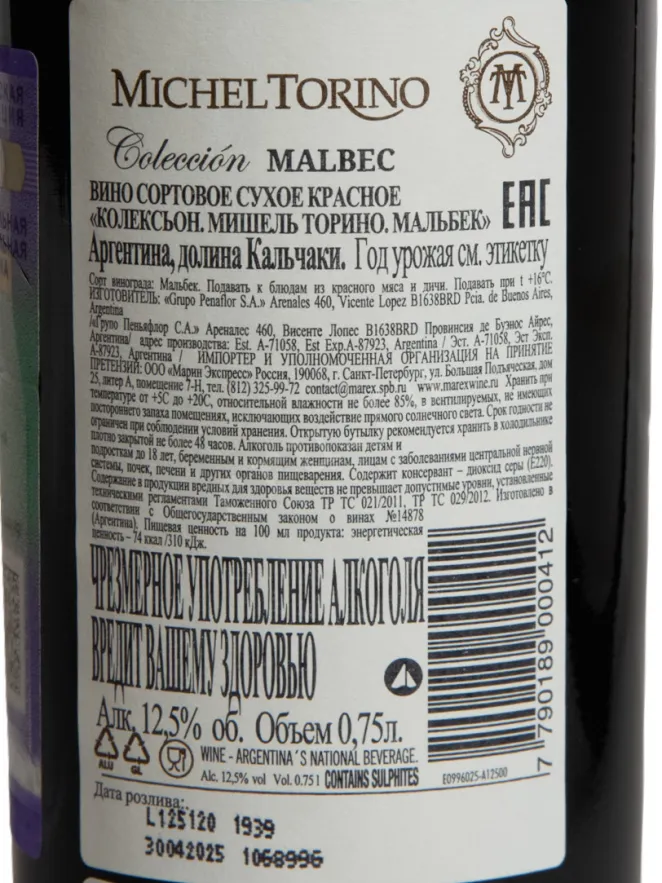 СКАЯ
ЦИЯ
ЛЬНАЯ
MICHEL TORINO
MT
Colección MALBEC
ВИНО СОРТОВОЕ СУХОЕ КРАСНОЕ
«КОЛЕКСЬОН. МИШЕЛЬ ТОРИНО. МАЛЬБЕК»
EAC
Аргентина, долина Кальчаки. Год урожая см. этикетку
Сорт винограда: Мальбек. Подавать к блюдам из красного мяса и дичи. Подавать при t +16°С.
ИЗГОТОВИТЕЛЬ: «Grupo Penaflor S.A.» Arenales 460, Vicente Lopez B1638BRD Pcia. de Buenos Aires,
Argentina
/«Групо Пеньяфлор С.А.» Ареналес 460, Висенте Лопес B1638BRD Провинсия де Буэнос Айрес,
Аргентина/ адрес производства: Est. A-71058, Est Exp.A-87923, Argentina / Эст. А-71058, Эст Эксп.
А-87923, Аргентина / ИМПОРТЕР И УПОЛНОМОЧЕННАЯ ОРГАНИЗАЦИЯ НА ПРИНЯТИЕ
ПРЕТЕНЗИЙ: ООО «Марин Экспресс» Россия, 190068, г. Санкт-Петербург, ул. Большая Подъяческая, дом
25, литер А, помещение 7-Н, тел. (812) 325-99-72 contact@marex.spb.ru www.marexwine.ru Хранить при
температуре от +5С до +20С, относительной влажности не более 85%, в вентилируемых, не имеющих
постороннего запаха помещениях, исключающих воздействие прямого солнечного света. Срок годности не
ограничен при соблюдении условий хранения. Открытую бутылку рекомендуется хранить в холодильнике
плотно закрытой не более 48 часов. Алкоголь противопоказан детям и
подросткам до 18 лет, беременным и кормящим женщинам, лицам с заболеваниями центральной нервной
системы, почек, печени и других органов пищеварения. Содержит консервант – диоксид серы (Е220).
Содержание в продукции вредных для здоровья веществ не превышает допустимые уровни, установленные
техническими регламентами Таможенного Союза ТР ТС 021/2011, ТР ТС 029/2012. Изготовлено в
соответствии с Общегосударственным законом о винах №14878
(Аргентина). Пищевая ценность на 100 мл продукта: энергетическая
ценность – 74 ккал /310 кДж.
ЧРЕЗМЕРНОЕ УПОТРЕБЛЕНИЕ АЛКОГОЛЯ
ВРЕДИТ ВАШЕМУ ЗДОРОВЬЮ
Алк. 12,5% об. Объем 0,75л.
ALU GL
WINE - ARGENTINA´S NATIONAL BEVERAGE.
Alc. 12,5% vol Vol. 0.75 l CONTAINS SULPHITES
E0996025-A12500
7 790189 000412
Дата розлива:
L125120 1939
30042025 1068996